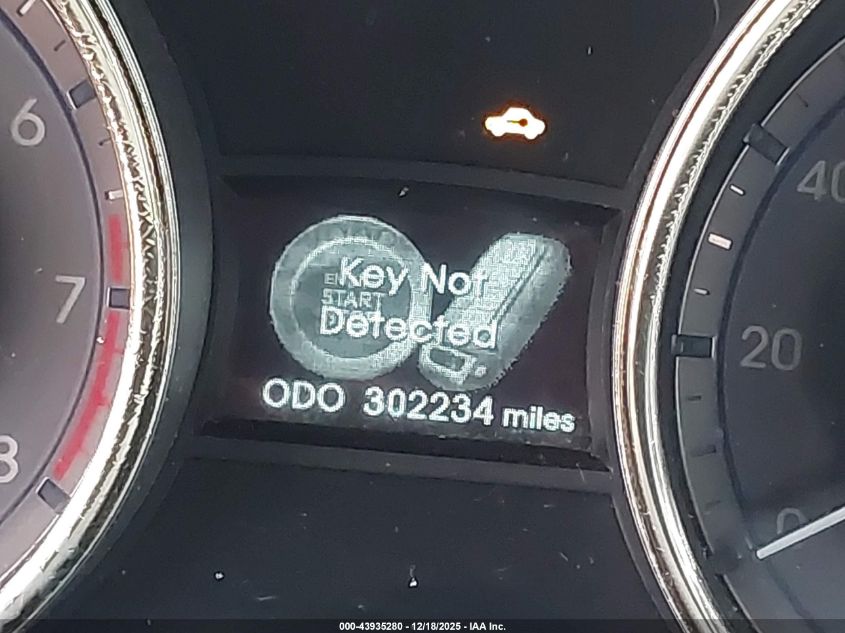 6
7
8
40
20
0
Key Not
Detected
START
ODO 302234 miles
000-43935280 - 12/18/2025 - IAA Inc.